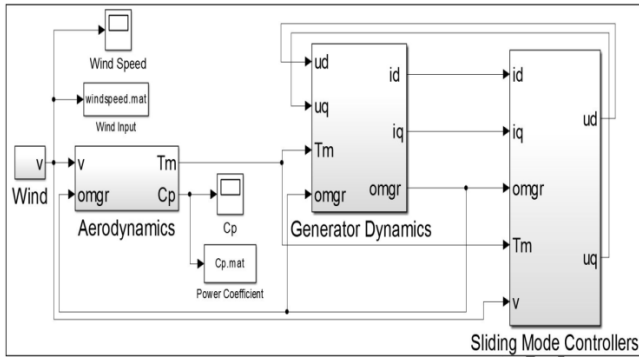 Wind Speed
windspeed.mat
Wind Input
v
Wind
v
omgr
Tm
Cp
Aerodynamics
Cp
Cp.mat
Power Coefficient
ud
uq
Tm
omgr
id
iq
omgr
Generator Dynamics
id
iq
omgr
Tm
v
ud
uq
Sliding Mode Controllers